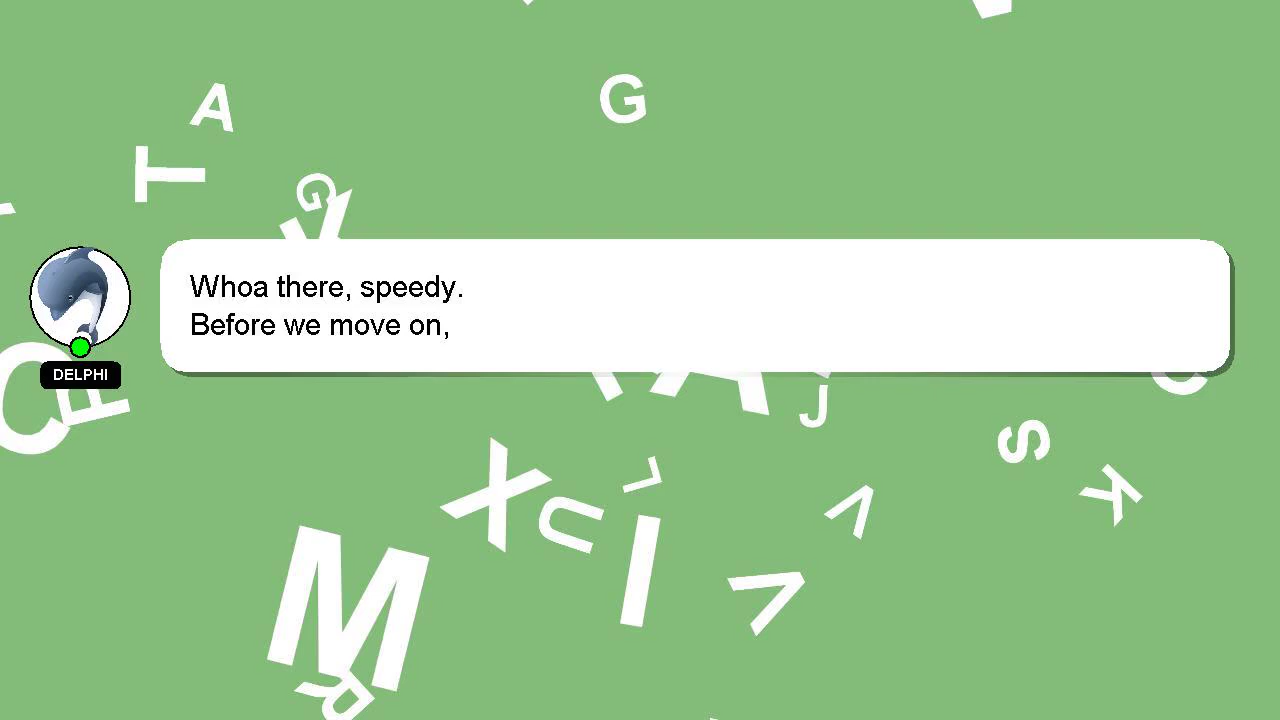 A
G
T
G
Whoa there, speedy.
Before we move on,
DELPHI
C
J
S
K
X
L
U
I
V
V
M
R